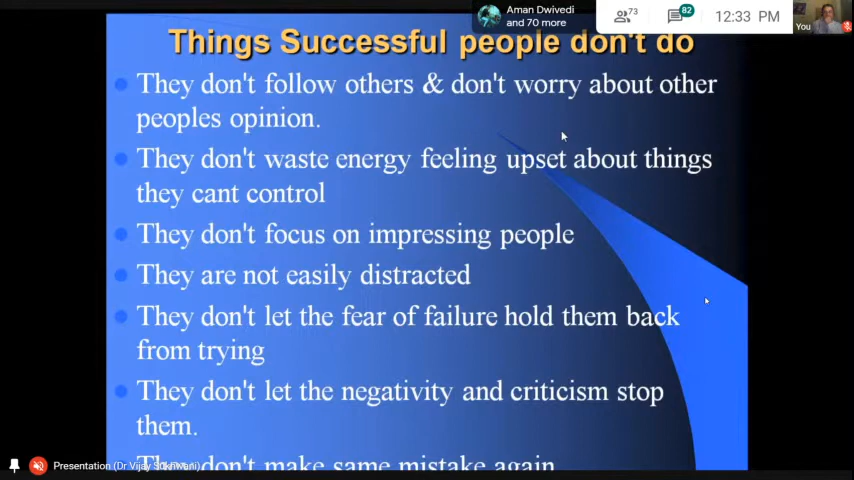 Aman Dwivedi
and 70 more
73
82
12:33 PM
You
Things Successful people don't do
They don't follow others & don't worry about other
peoples opinion.
They don't waste energy feeling upset about things
they cant control
They don't focus on impressing people
They are not easily distracted
They don't let the fear of failure hold them back
from trying
They don't let the negativity and criticism stop
them.
They don't make same mistake again
Presentation (Dr Vijay